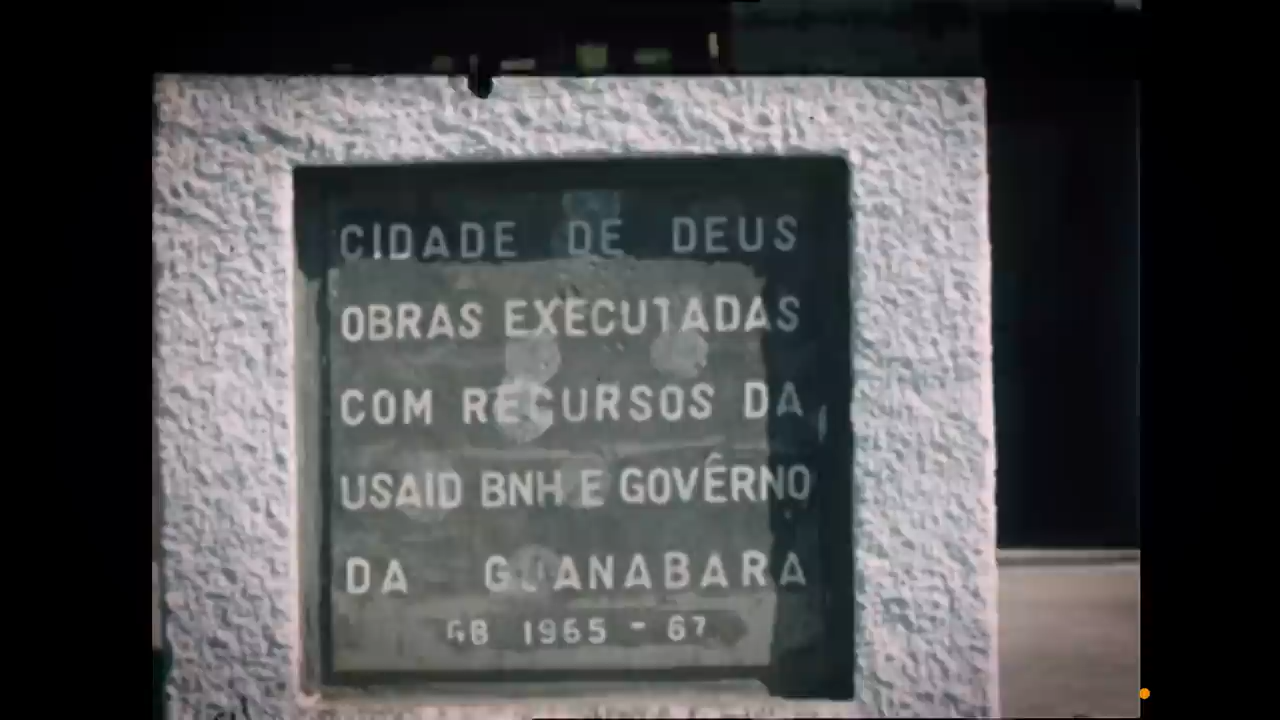 CIDADE DE DEUS
OBRAS EXECUTADAS
COM RECURSOS DA
USAID BNH E GOVÊRNO
DA GUANABARA
GB 1965 - 67